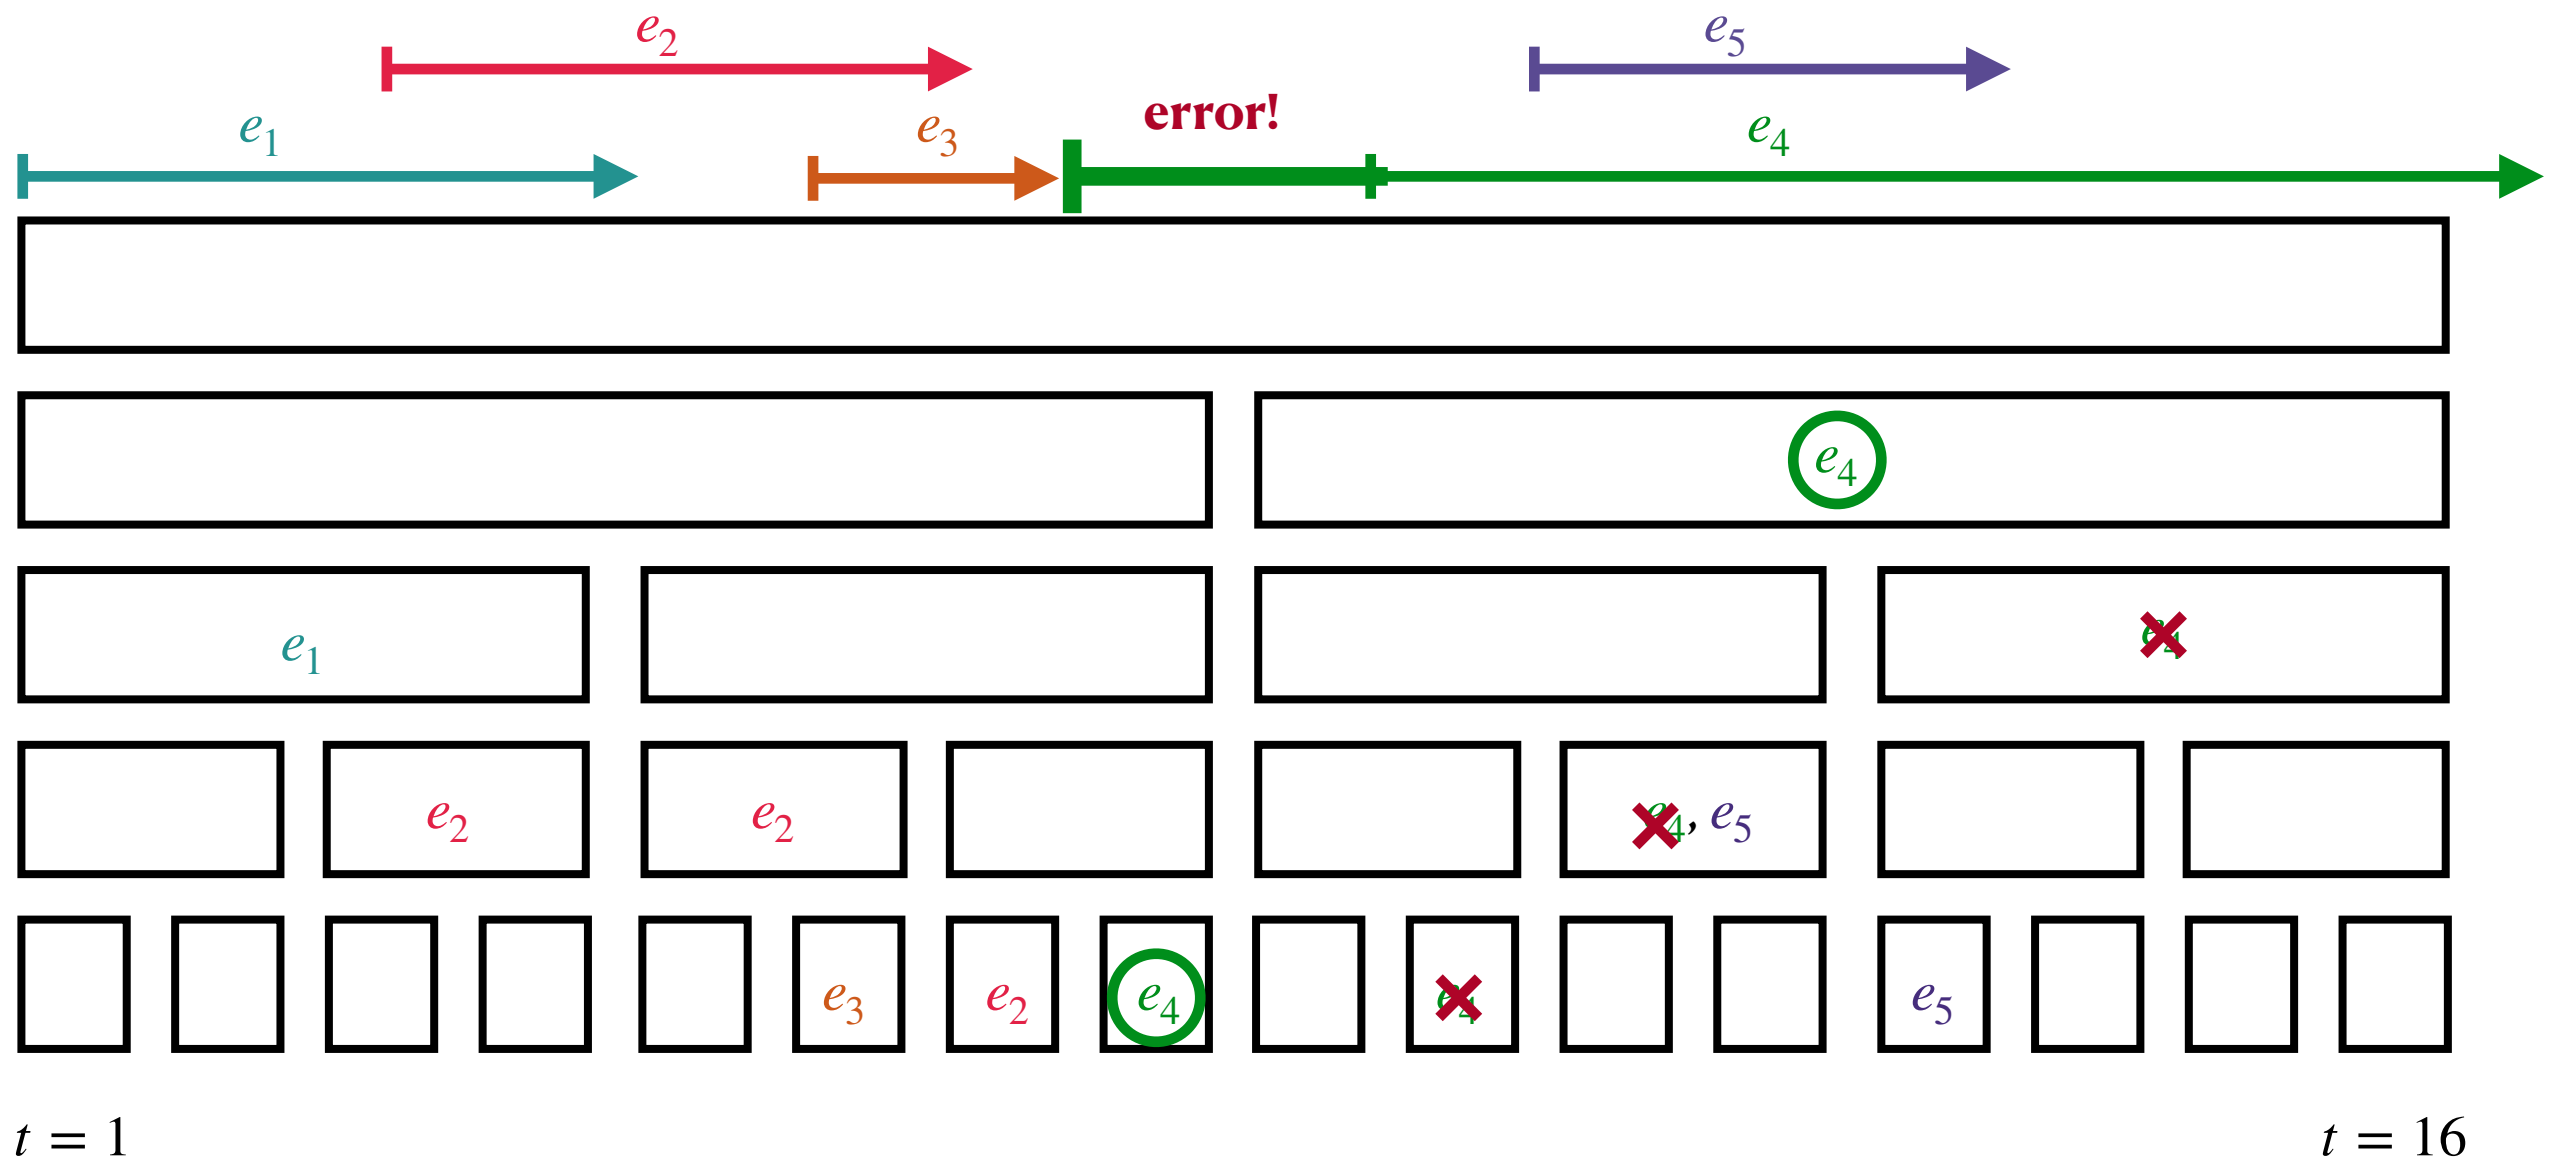 e₂ e₅
error!
e₁ e₃ e₄
e₄
e₁ e₄
e₂ e₂ e₄, e₅
e₃ e₂ e₄ e₄ e₅
t = 1 t = 16